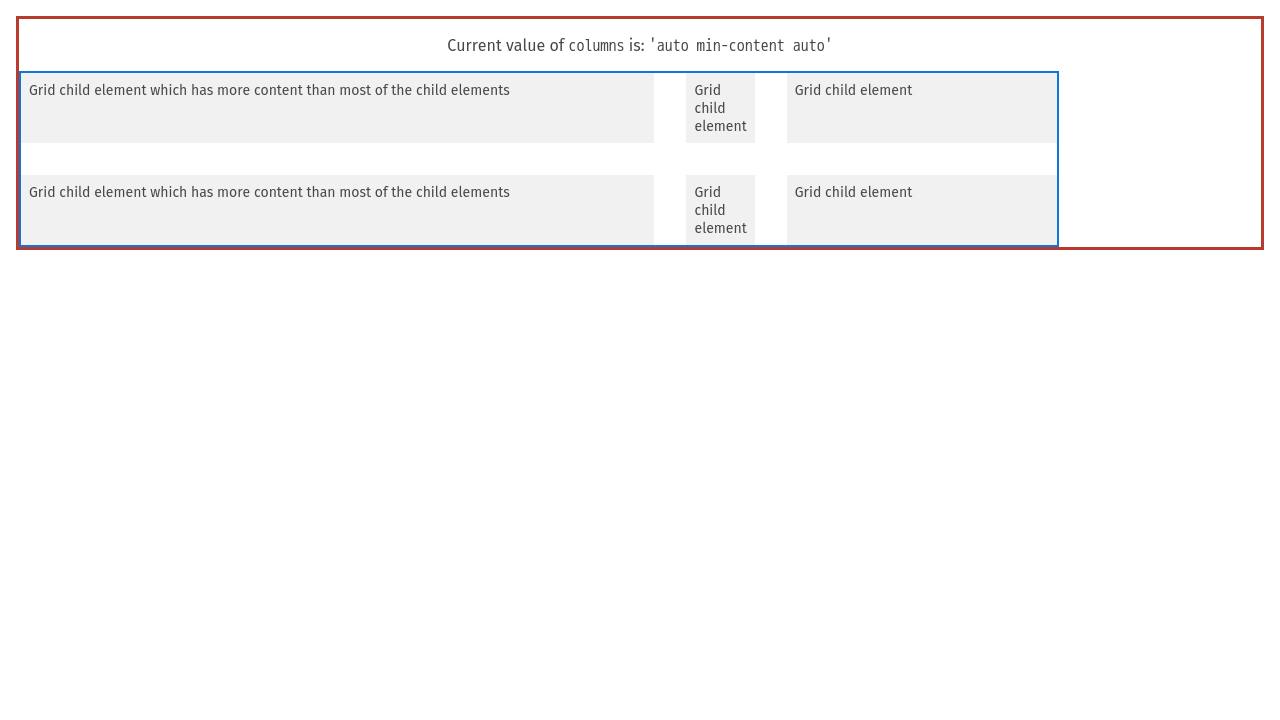 Current value of columns is: 'auto min-content auto'
Grid child element which has more content than most of the child elements
Grid
child
element
Grid child element
Grid child element which has more content than most of the child elements
Grid
child
element
Grid child element